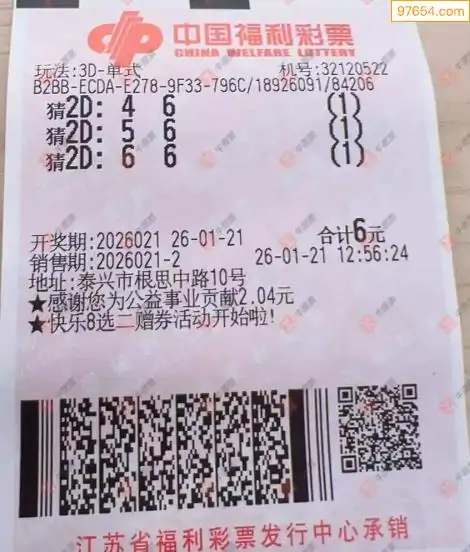 97654.com
中国福利彩票
CHINA WELFARE LOTTERY
玩法:3D-单式 机号:32120522
B2BB-ECDA-E278-9F33-796C/18926091/84206
猜2D: 4 6 (1)
猜2D: 5 6 (1)
猜2D: 6 6 (1)
开奖期:2026021 26-01-21 合计6元
销售期:2026021-2 26-01-21 12:56:24
地址:泰兴市根思中路10号
★感谢您为公益事业贡献2.04元
★快乐8选二赠券活动开始啦!
江苏省福利彩票发行中心承销